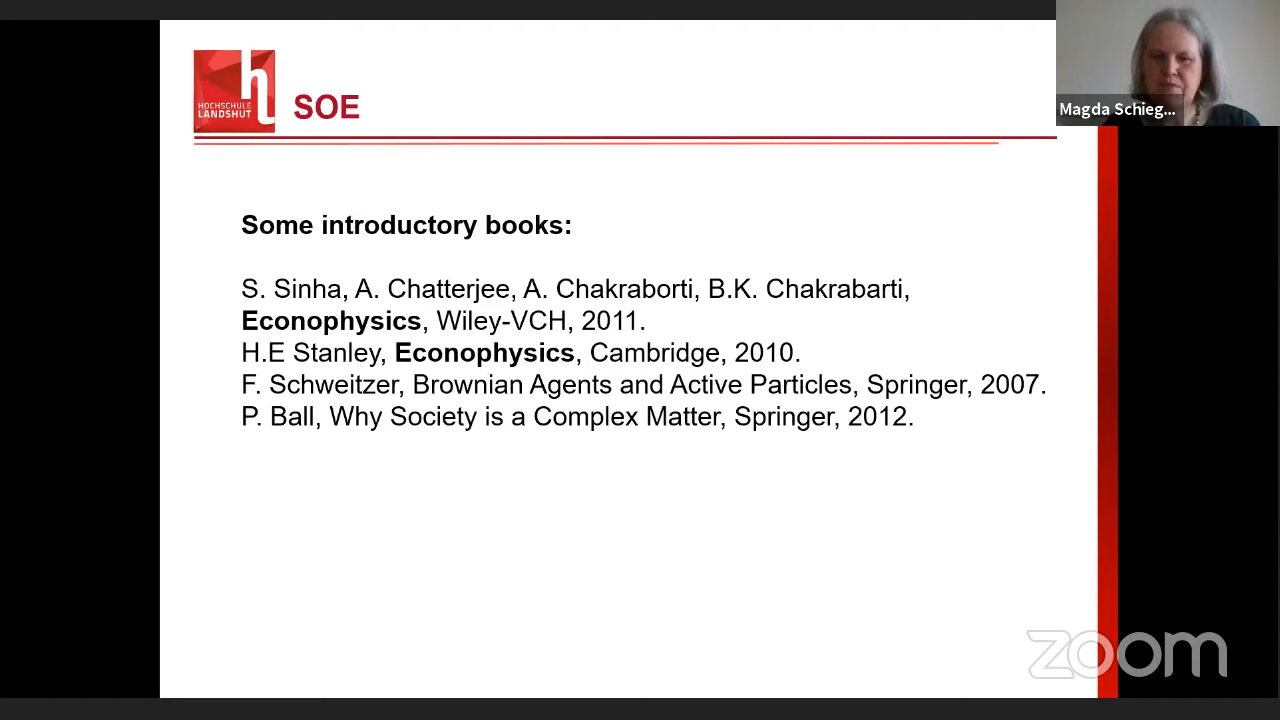 HOCHSCHULE
LANDSHUT
SOE
Magda Schieg...
Some introductory books:
S. Sinha, A. Chatterjee, A. Chakraborti, B.K. Chakrabarti,
Econophysics, Wiley-VCH, 2011.
H.E Stanley, Econophysics, Cambridge, 2010.
F. Schweitzer, Brownian Agents and Active Particles, Springer, 2007.
P. Ball, Why Society is a Complex Matter, Springer, 2012.
zoom